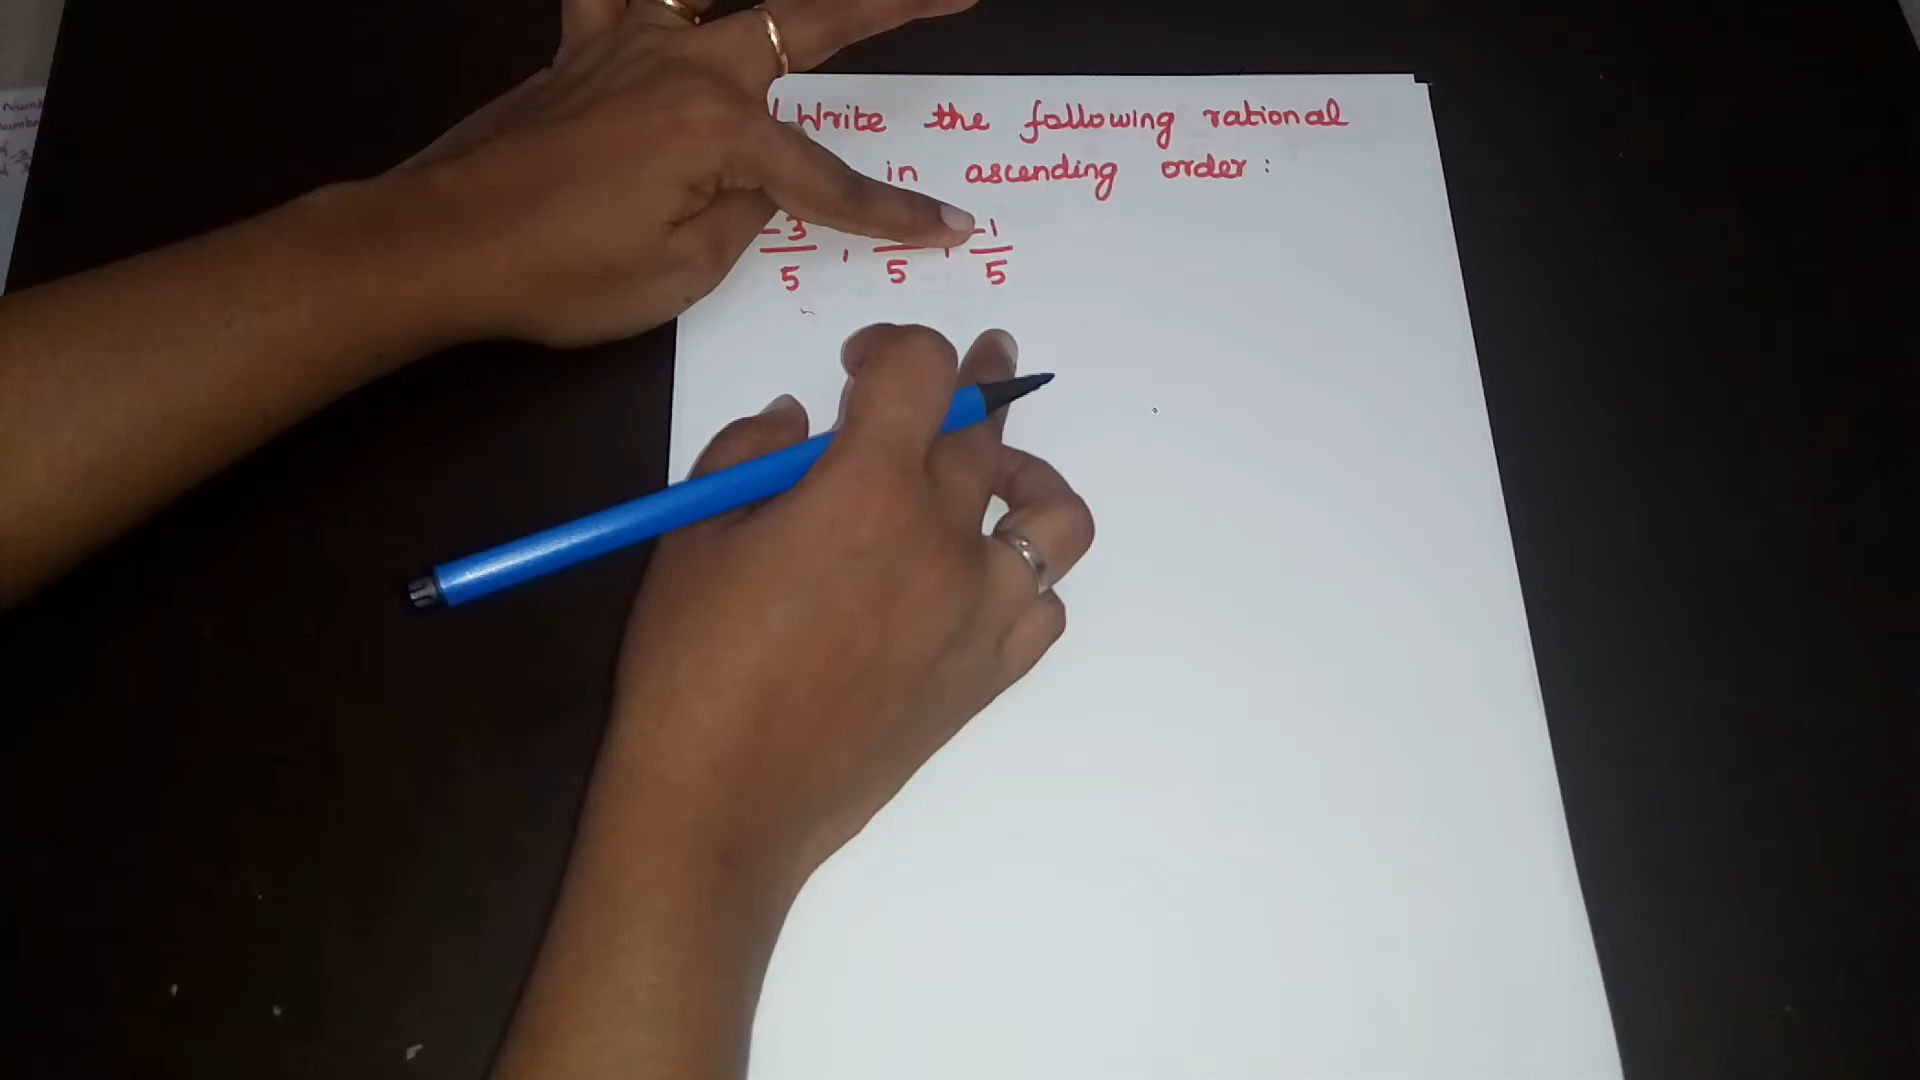 Write the following rational
in ascending order :
-3/5 , /5 , -1/5